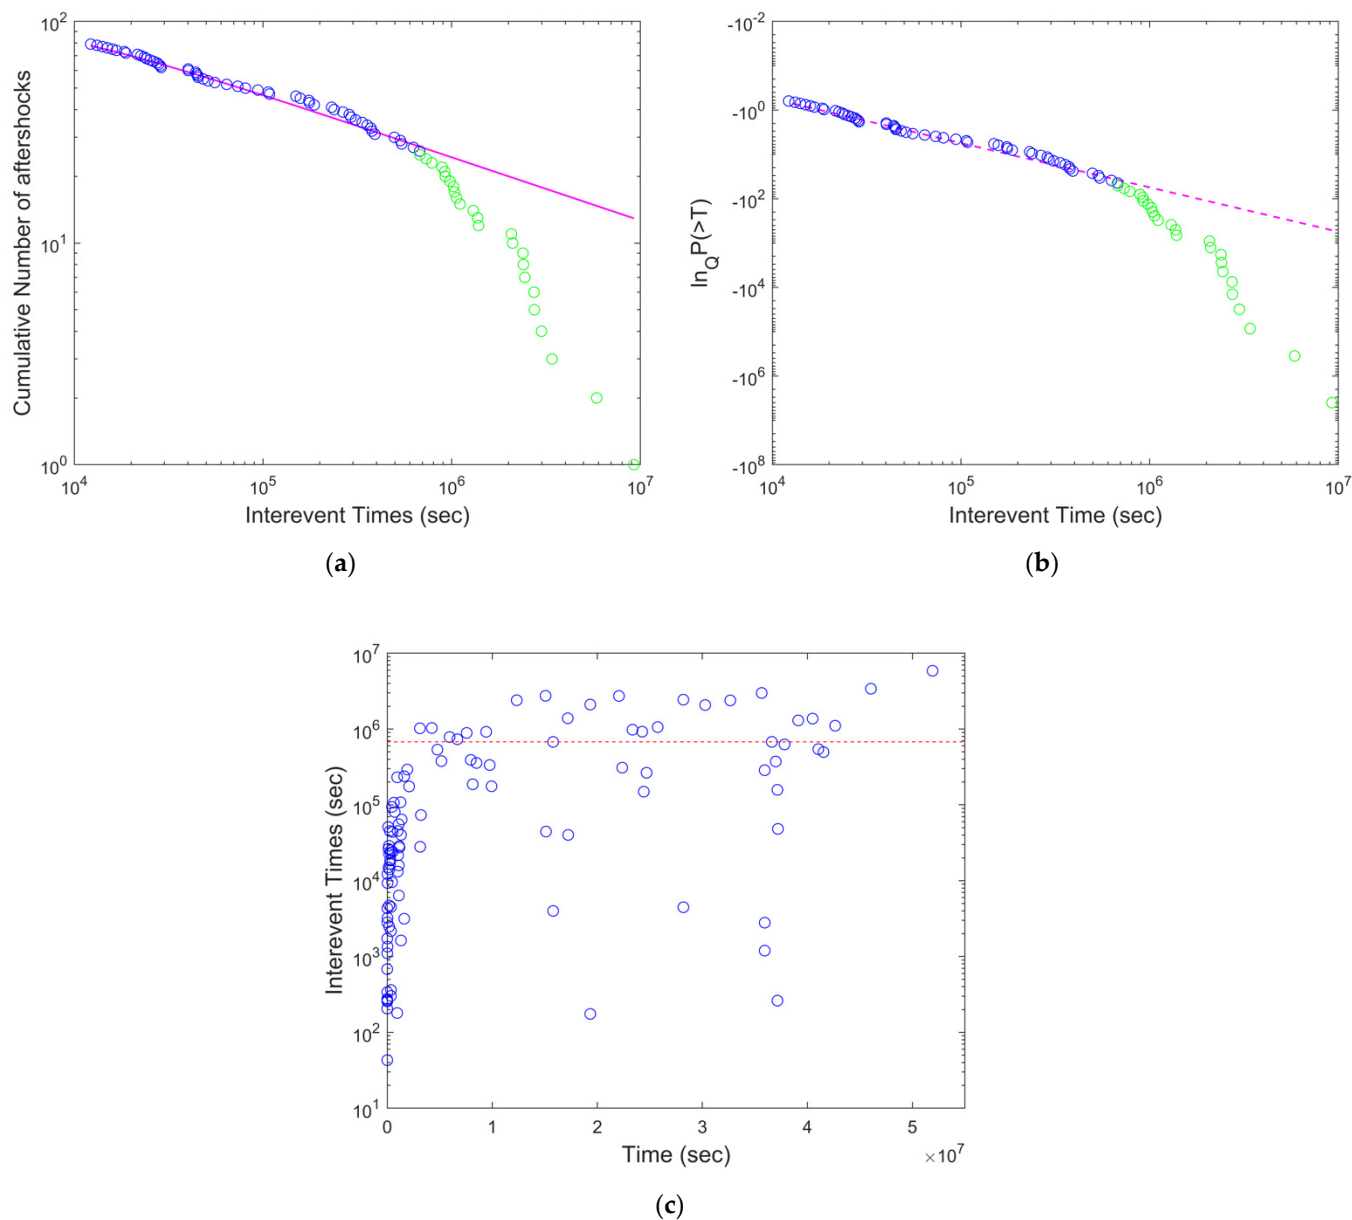 10^2
10^1
10^0
10^4 10^5 10^6 10^7
Cumulative Number of aftershocks
Interevent Times (sec)
(a)
-10^-2
-10^0
-10^2
-10^4
-10^6
-10^8
10^4 10^5 10^6 10^7
ln_Q P(>T)
Interevent Time (sec)
(b)
10^7
10^6
10^5
10^4
10^3
10^2
10^1
0 1 2 3 4 5
×10^7
Interevent Times (sec)
Time (sec)
(c)